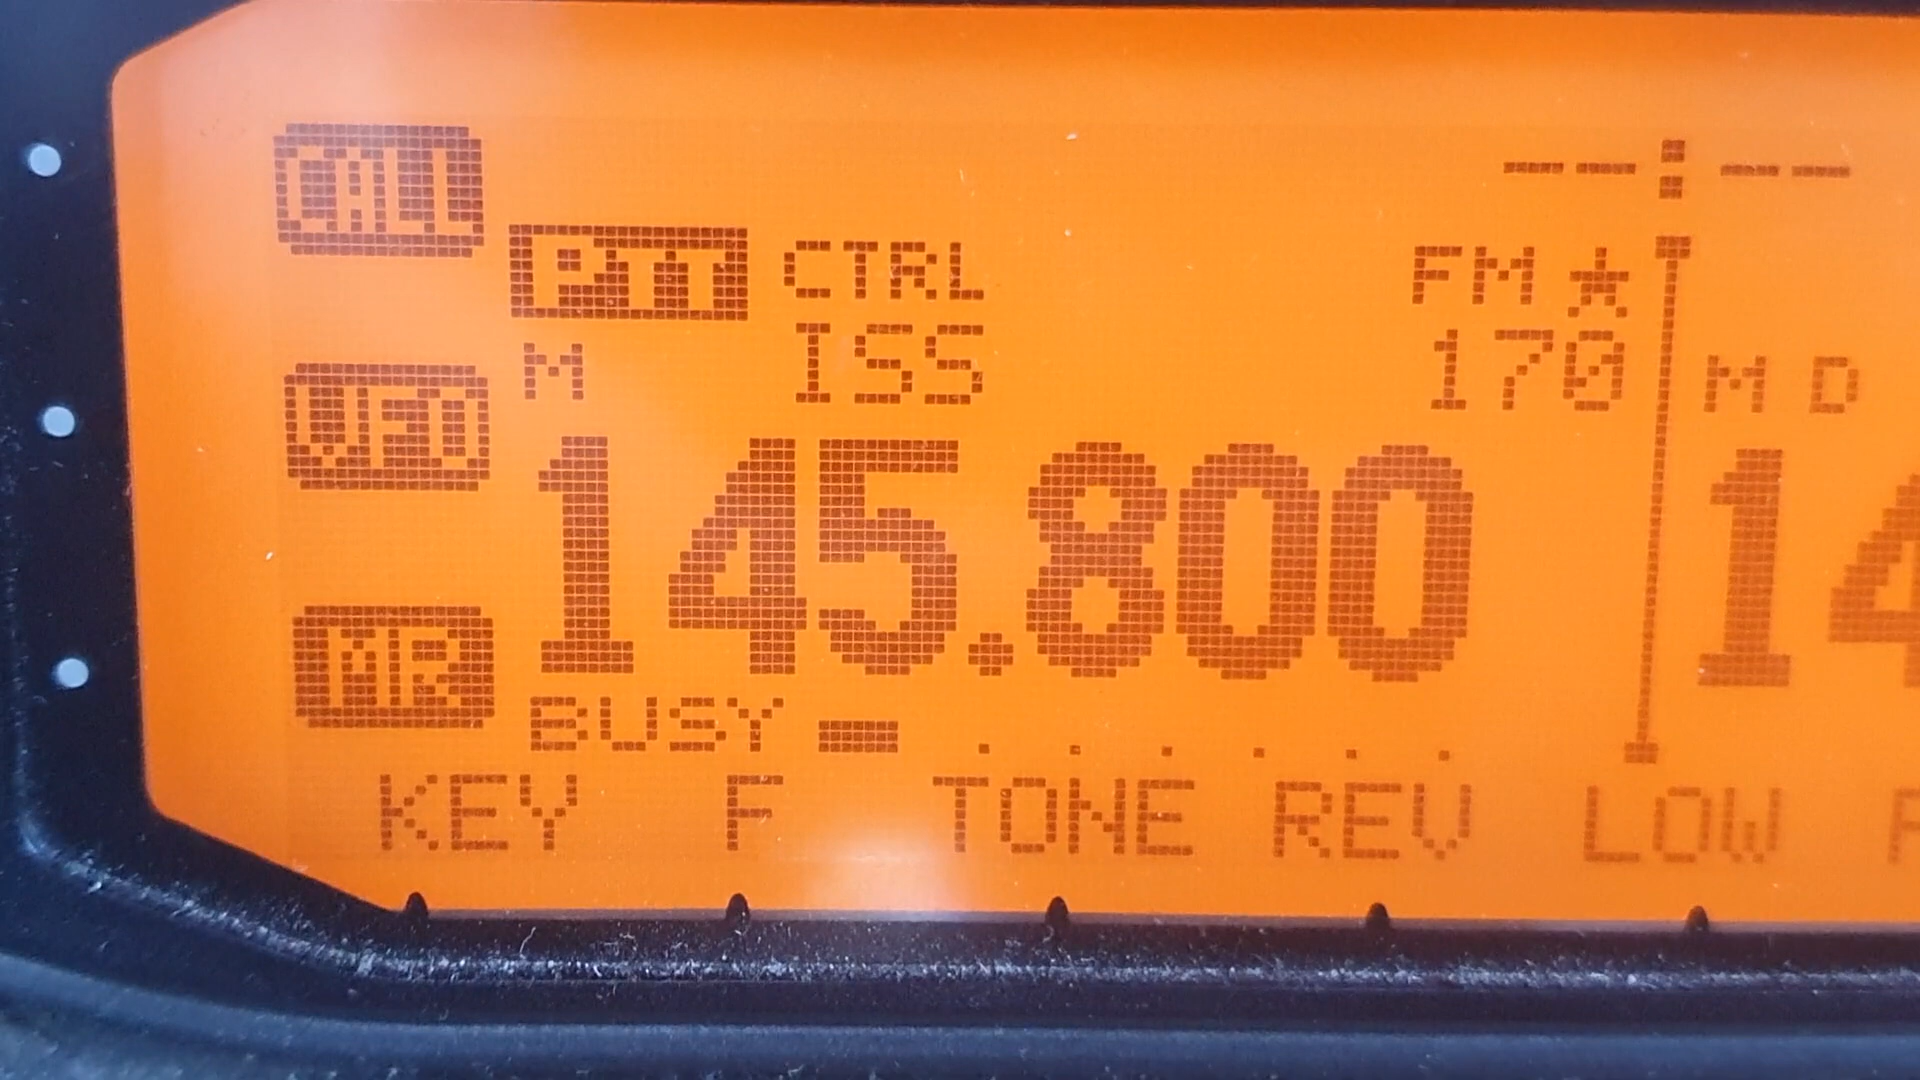 CALL
--:--
PTT CTRL FM★
M ISS 170 M D
VFO
145.800 14
MR
BUSY
KEY F TONE REV LOW